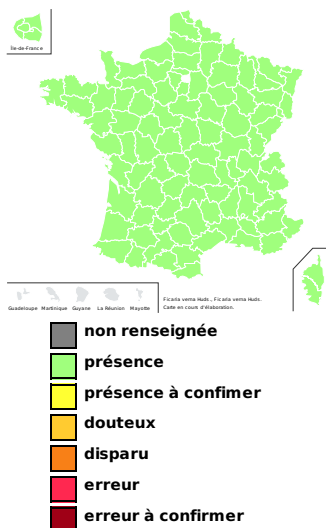 Île-de-France
Guadeloupe Martinique Guyane La Réunion Mayotte
Ficaria verna Huds., Ficaria verna Huds.
Carte en cours d'élaboration.
non renseignée
présence
présence à confimer
douteux
disparu
erreur
erreur à confirmer